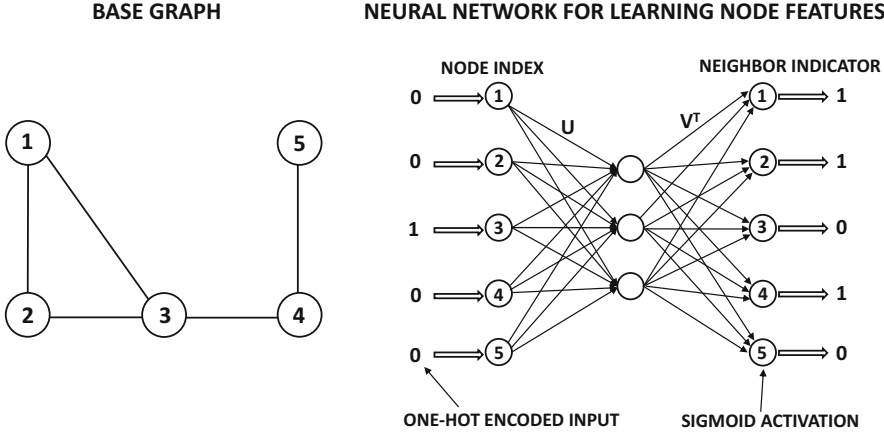 BASE GRAPH
1
5
2
3
4
NEURAL NETWORK FOR LEARNING NODE FEATURES
NODE INDEX
NEIGHBOR INDICATOR
0 1 1 1
U
Vᵀ
0 2 2 1
1 3 3 0
0 4 4 1
0 5 5 0
ONE-HOT ENCODED INPUT
SIGMOID ACTIVATION